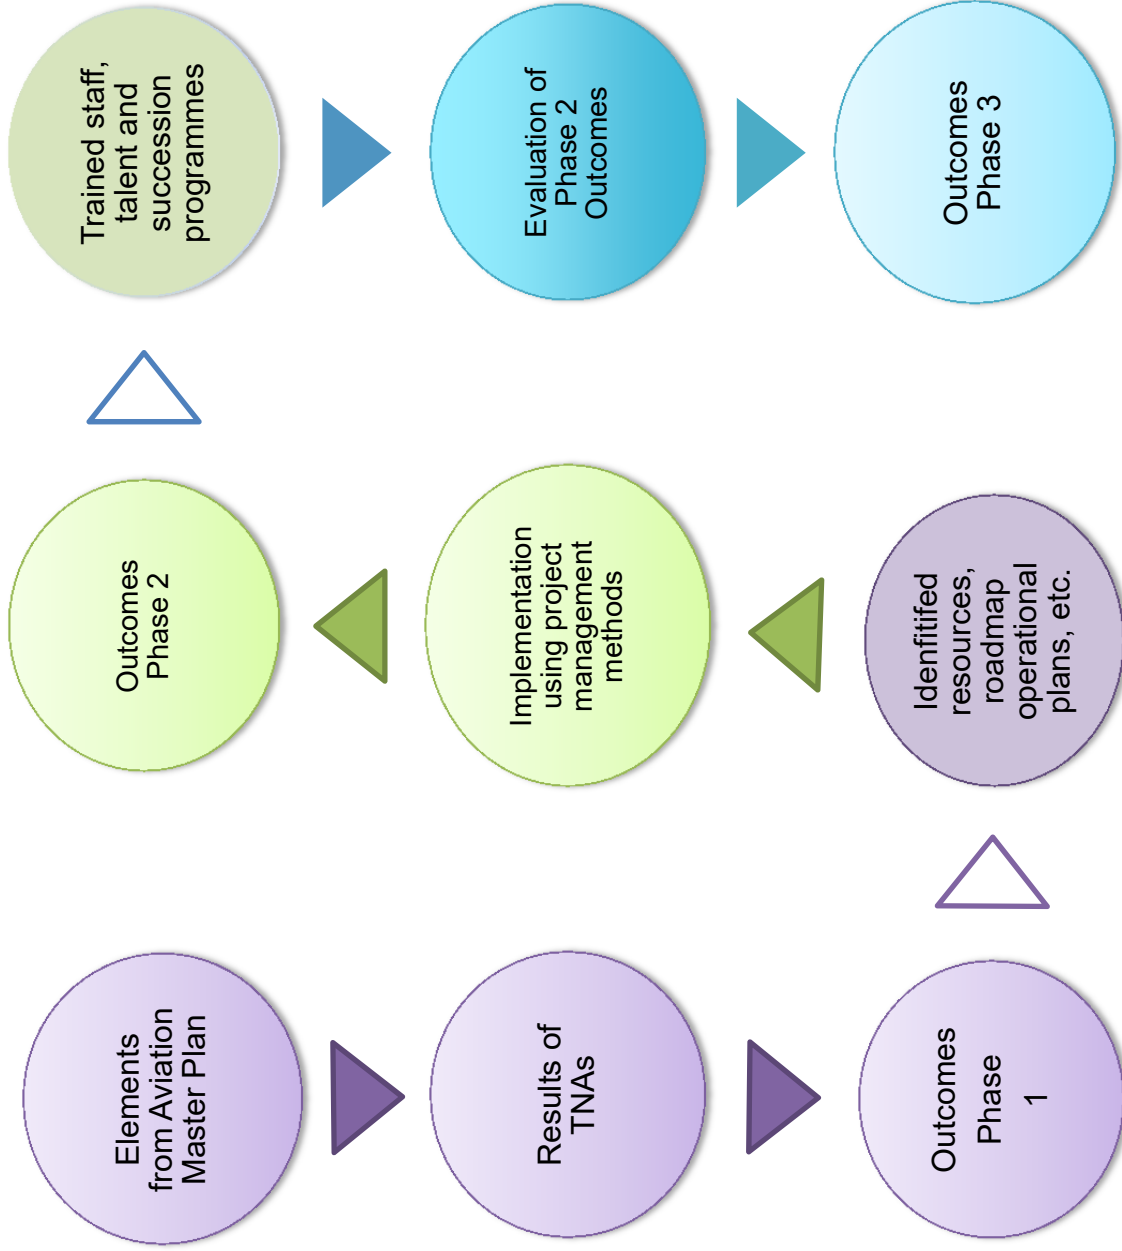 Elements
from Aviation
Master Plan
Results of
TNAs
Outcomes
Phase
1
Idenfitifed
resources,
roadmap
operational
plans, etc.
Implementation
using project
management
methods
Outcomes
Phase 2
Trained staff,
talent and
succession
programmes
Evaluation of
Phase 2
Outcomes
Outcomes
Phase 3